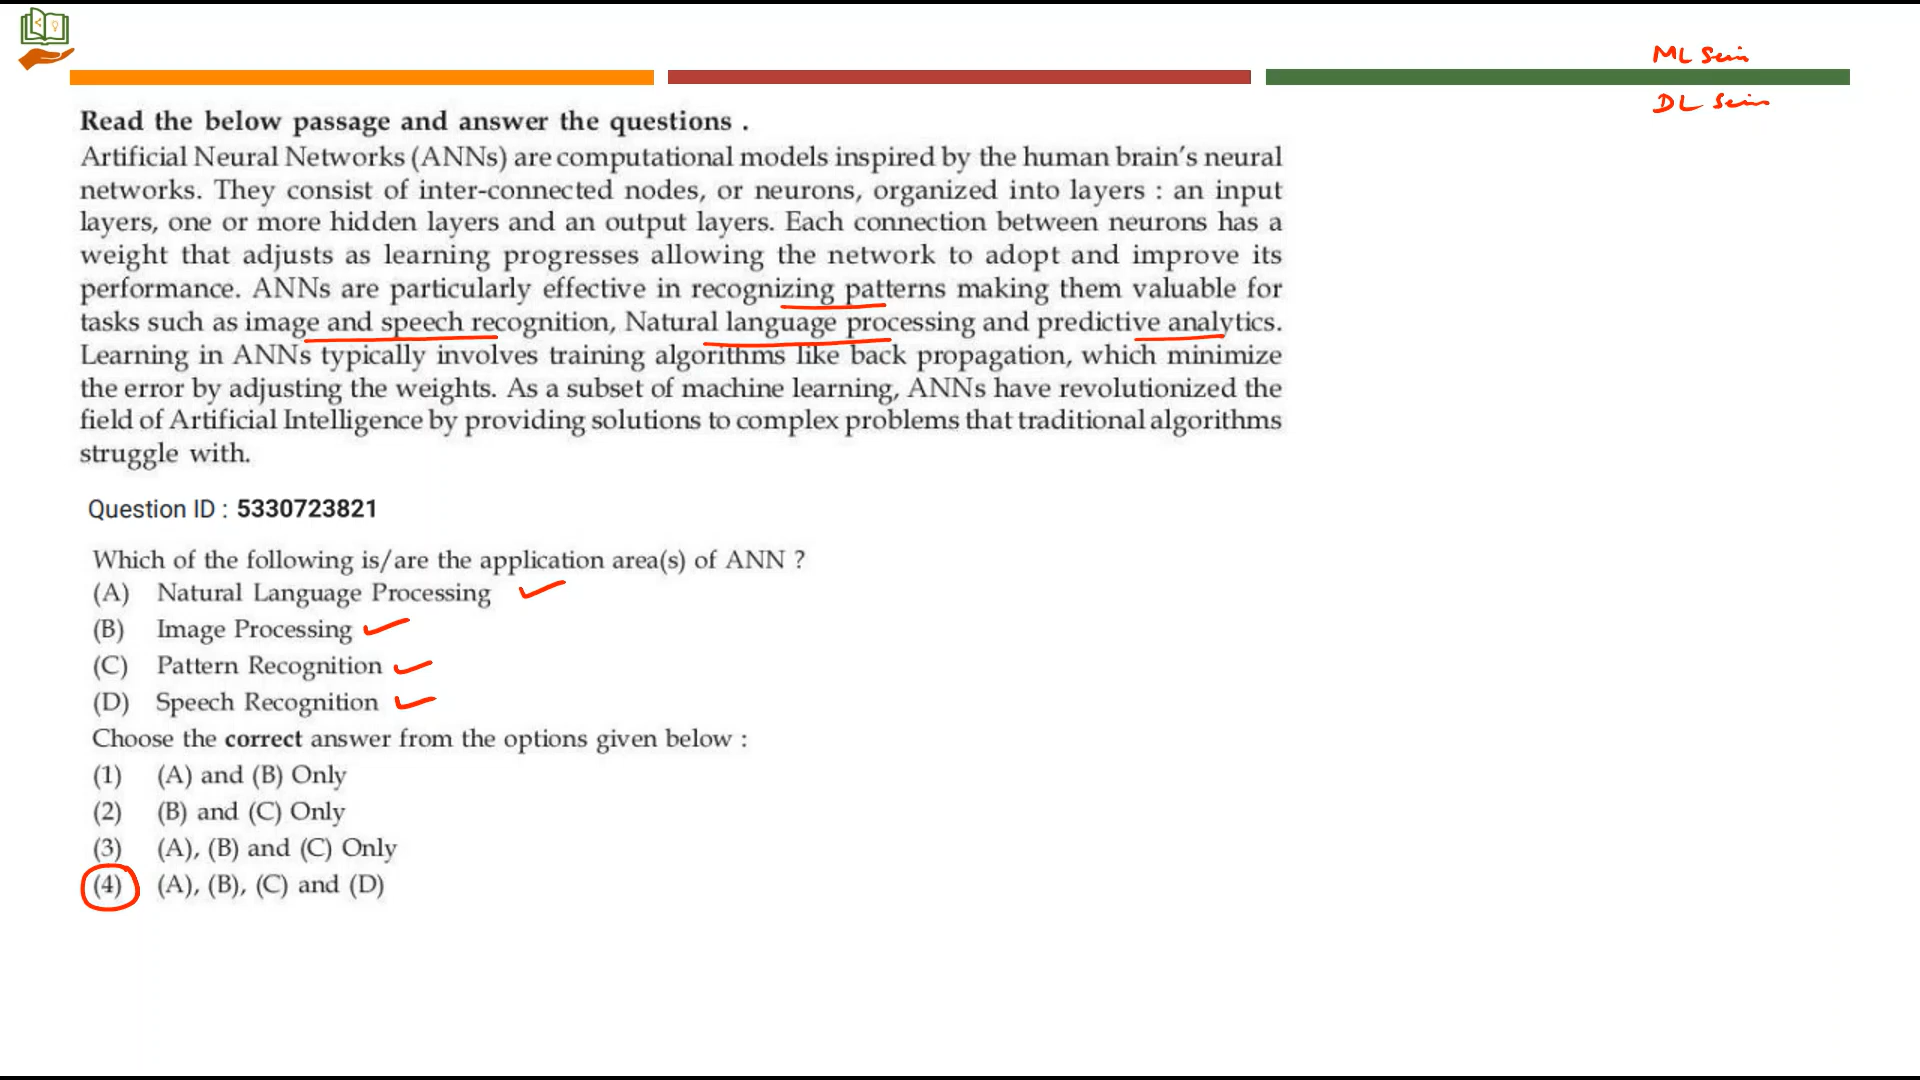 ML Series
DL Series
Read the below passage and answer the questions .
Artificial Neural Networks (ANNs) are computational models inspired by the human brain's neural
networks. They consist of inter-connected nodes, or neurons, organized into layers : an input
layers, one or more hidden layers and an output layers. Each connection between neurons has a
weight that adjusts as learning progresses allowing the network to adopt and improve its
performance. ANNs are particularly effective in recognizing patterns making them valuable for
tasks such as image and speech recognition, Natural language processing and predictive analytics.
Learning in ANNs typically involves training algorithms like back propagation, which minimize
the error by adjusting the weights. As a subset of machine learning, ANNs have revolutionized the
field of Artificial Intelligence by providing solutions to complex problems that traditional algorithms
struggle with.
Question ID : 5330723821
Which of the following is/are the application area(s) of ANN ?
(A) Natural Language Processing
(B) Image Processing
(C) Pattern Recognition
(D) Speech Recognition
Choose the correct answer from the options given below :
(1) (A) and (B) Only
(2) (B) and (C) Only
(3) (A), (B) and (C) Only
(4) (A), (B), (C) and (D)